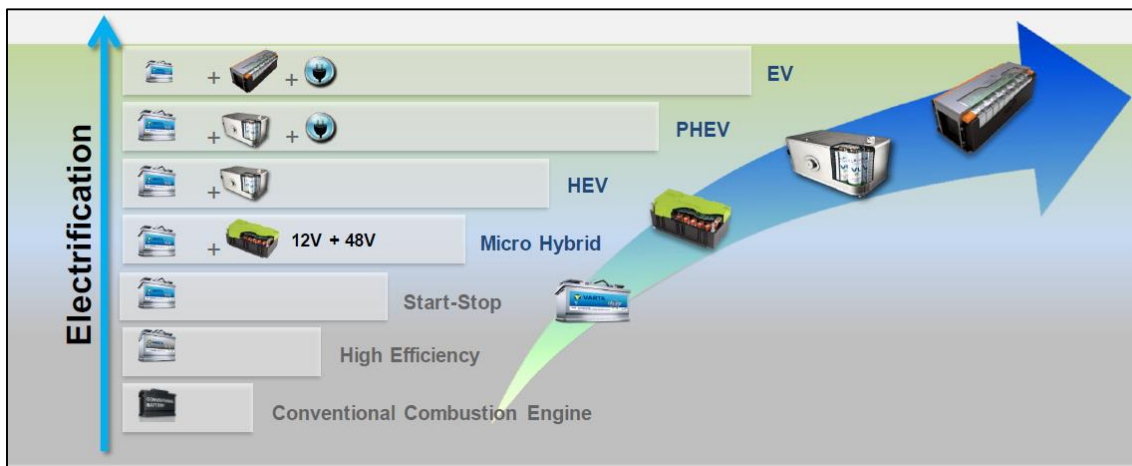 Electrification
+ + EV
+ + PHEV
+ HEV
+ 12V + 48V Micro Hybrid
Start-Stop
VARTA
High Efficiency
Conventional Combustion Engine